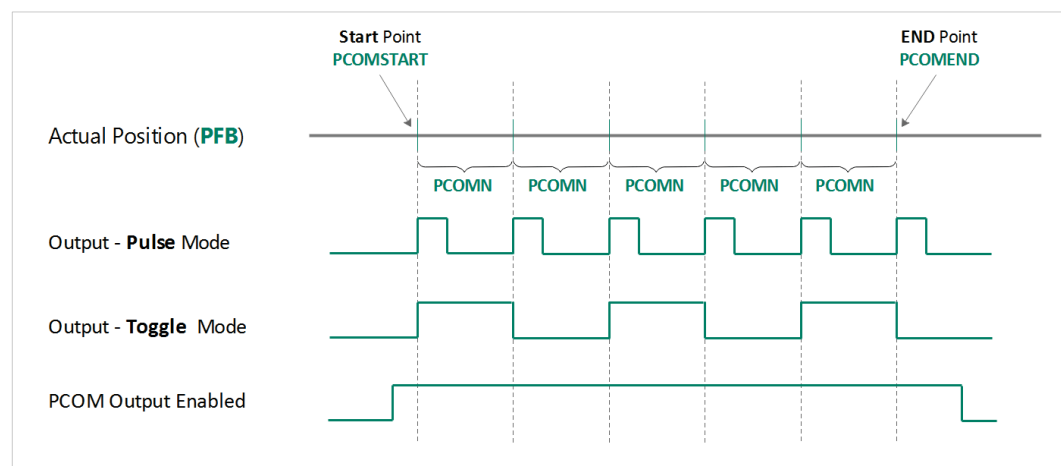 Start Point
PCOMSTART
END Point
PCOMEND
Actual Position (PFB)
PCOMN PCOMN PCOMN PCOMN PCOMN
Output - Pulse Mode
Output - Toggle Mode
PCOM Output Enabled